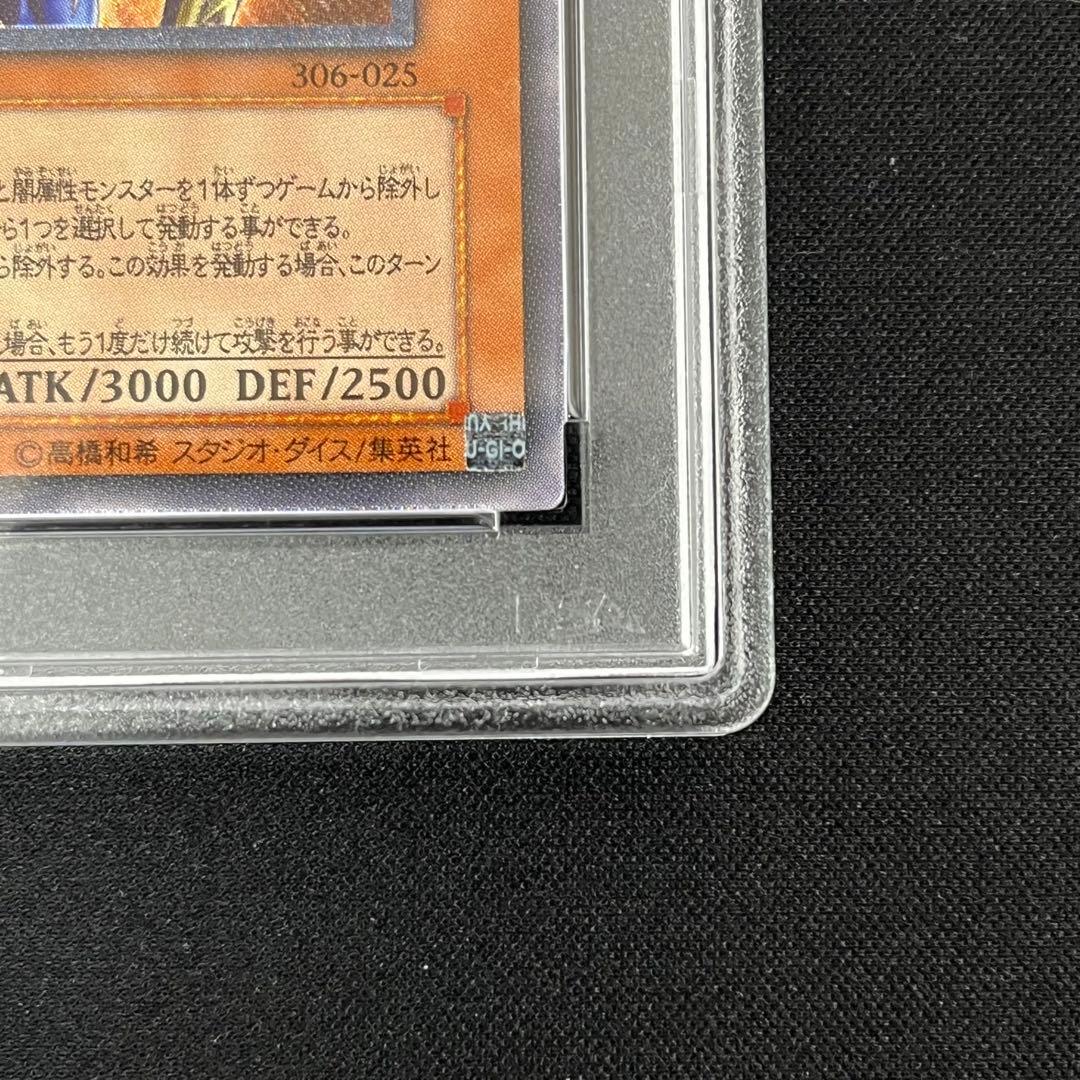 306-025
と闇属性モンスターを1体ずつゲームから除外し
ら1つを選択して発動する事ができる。
ら除外する。この効果を発動する場合、このターン
場合、もう1度だけ続けて攻撃を行う事ができる。
ATK/3000 DEF/2500
©高橋和希 スタジオ・ダイス/集英社